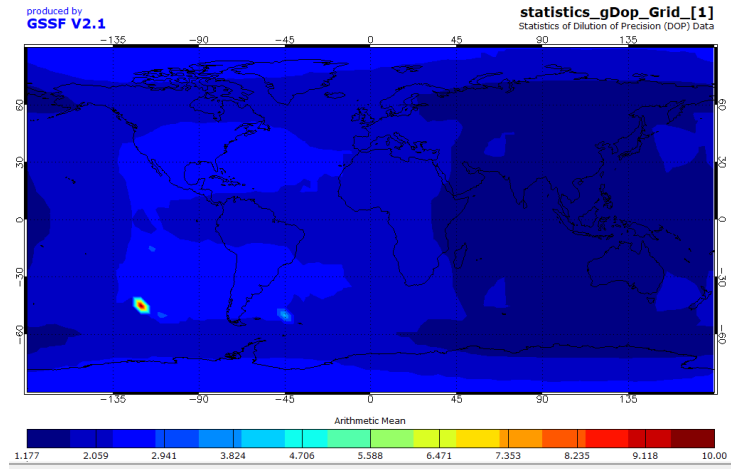 produced by
GSSF V2.1
statistics_gDop_Grid_[1]
Statistics of Dilution of Precision (DOP) Data
-135 -90 -45 0 45 90 135
60 60
30 30
0 0
-30 -30
-60 -60
-135 -90 -45 0 45 90 135
Arithmetic Mean
1.177 2.059 2.941 3.824 4.706 5.588 6.471 7.353 8.235 9.118 10.00